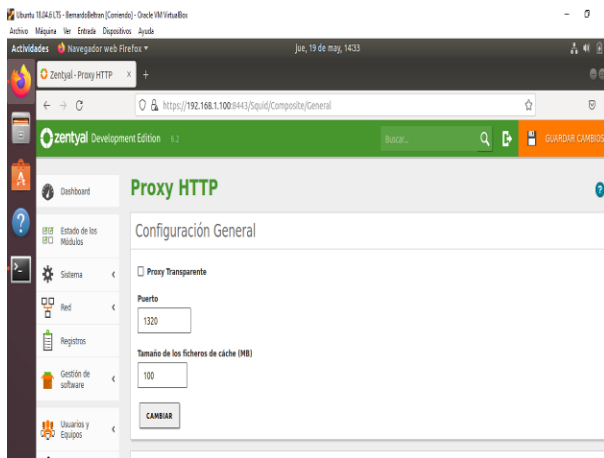 Ubuntu 18.04.6 LTS - BernardoBeltran [Corriendo] - Oracle VM VirtualBox
Archivo Máquina Ver Entrada Dispositivos Ayuda
Actividades Navegador web Firefox jue, 19 de may, 14:33
Zentyal - Proxy HTTP
https://192.168.1.100:8443/Squid/Composite/General
zentyal Development Edition 6.2 Buscar... GUARDAR CAMBIOS
Dashboard
Estado de los
Módulos
Sistema
Red
Registros
Gestión de
software
Usuarios y
Equipos
Proxy HTTP
Configuración General
Proxy Transparente
Puerto
1320
Tamaño de los ficheros de cáche (MB)
100
CAMBIAR